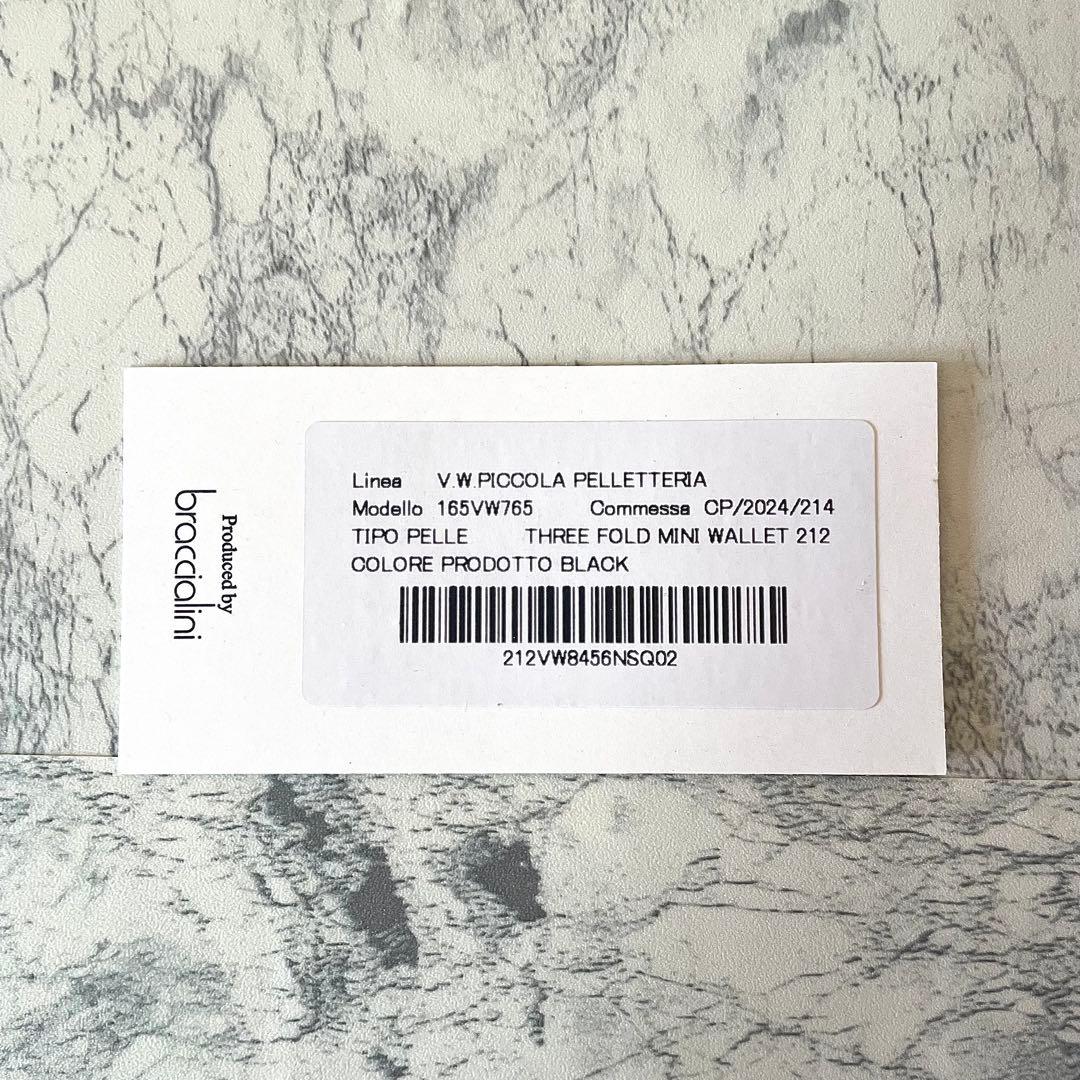 Produced by
braccialini
Linea V.W.PICCOLA PELLETTERIA
Modello 165VW765 Commessa CP/2024/214
TIPO PELLE THREE FOLD MINI WALLET 212
COLORE PRODOTTO BLACK
212VW8456NSQ02